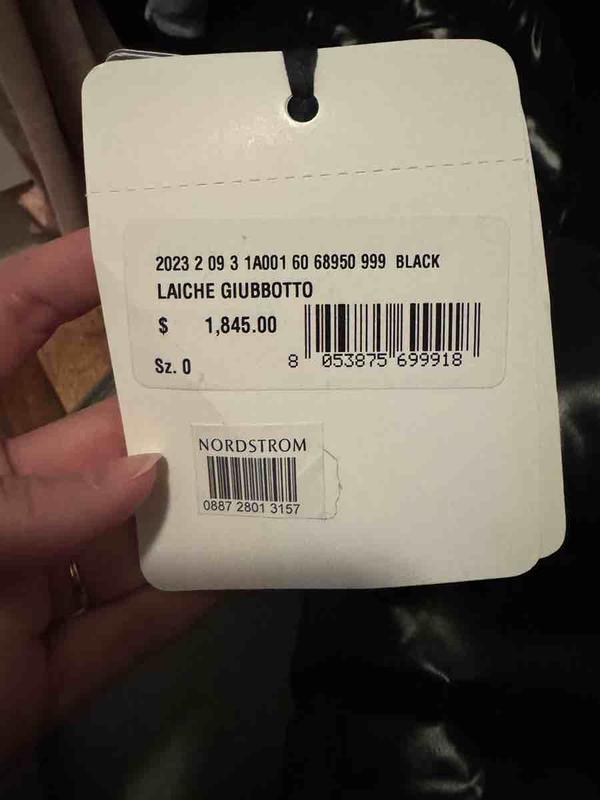 2023 2 09 3 1A001 60 68950 999 BLACK
LAICHE GIUBBOTTO
$ 1,845.00
8 053875 699918
Sz. 0
NORDSTROM
0887 2801 3157